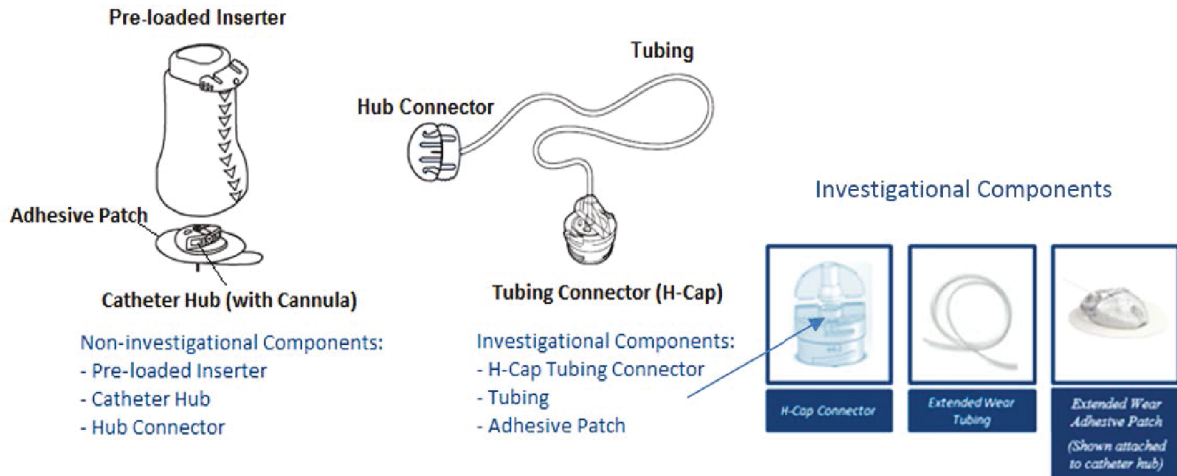 Pre-loaded Inserter
Tubing
Hub Connector
Adhesive Patch
Catheter Hub (with Cannula)
Non-investigational Components:
- Pre-loaded Inserter
- Catheter Hub
- Hub Connector
Tubing Connector (H-Cap)
Investigational Components:
- H-Cap Tubing Connector
- Tubing
- Adhesive Patch
Investigational Components
H-Cap Connector
Extended Wear
Tubing
Extended Wear
Adhesive Patch
(Shown attached
to catheter hub)